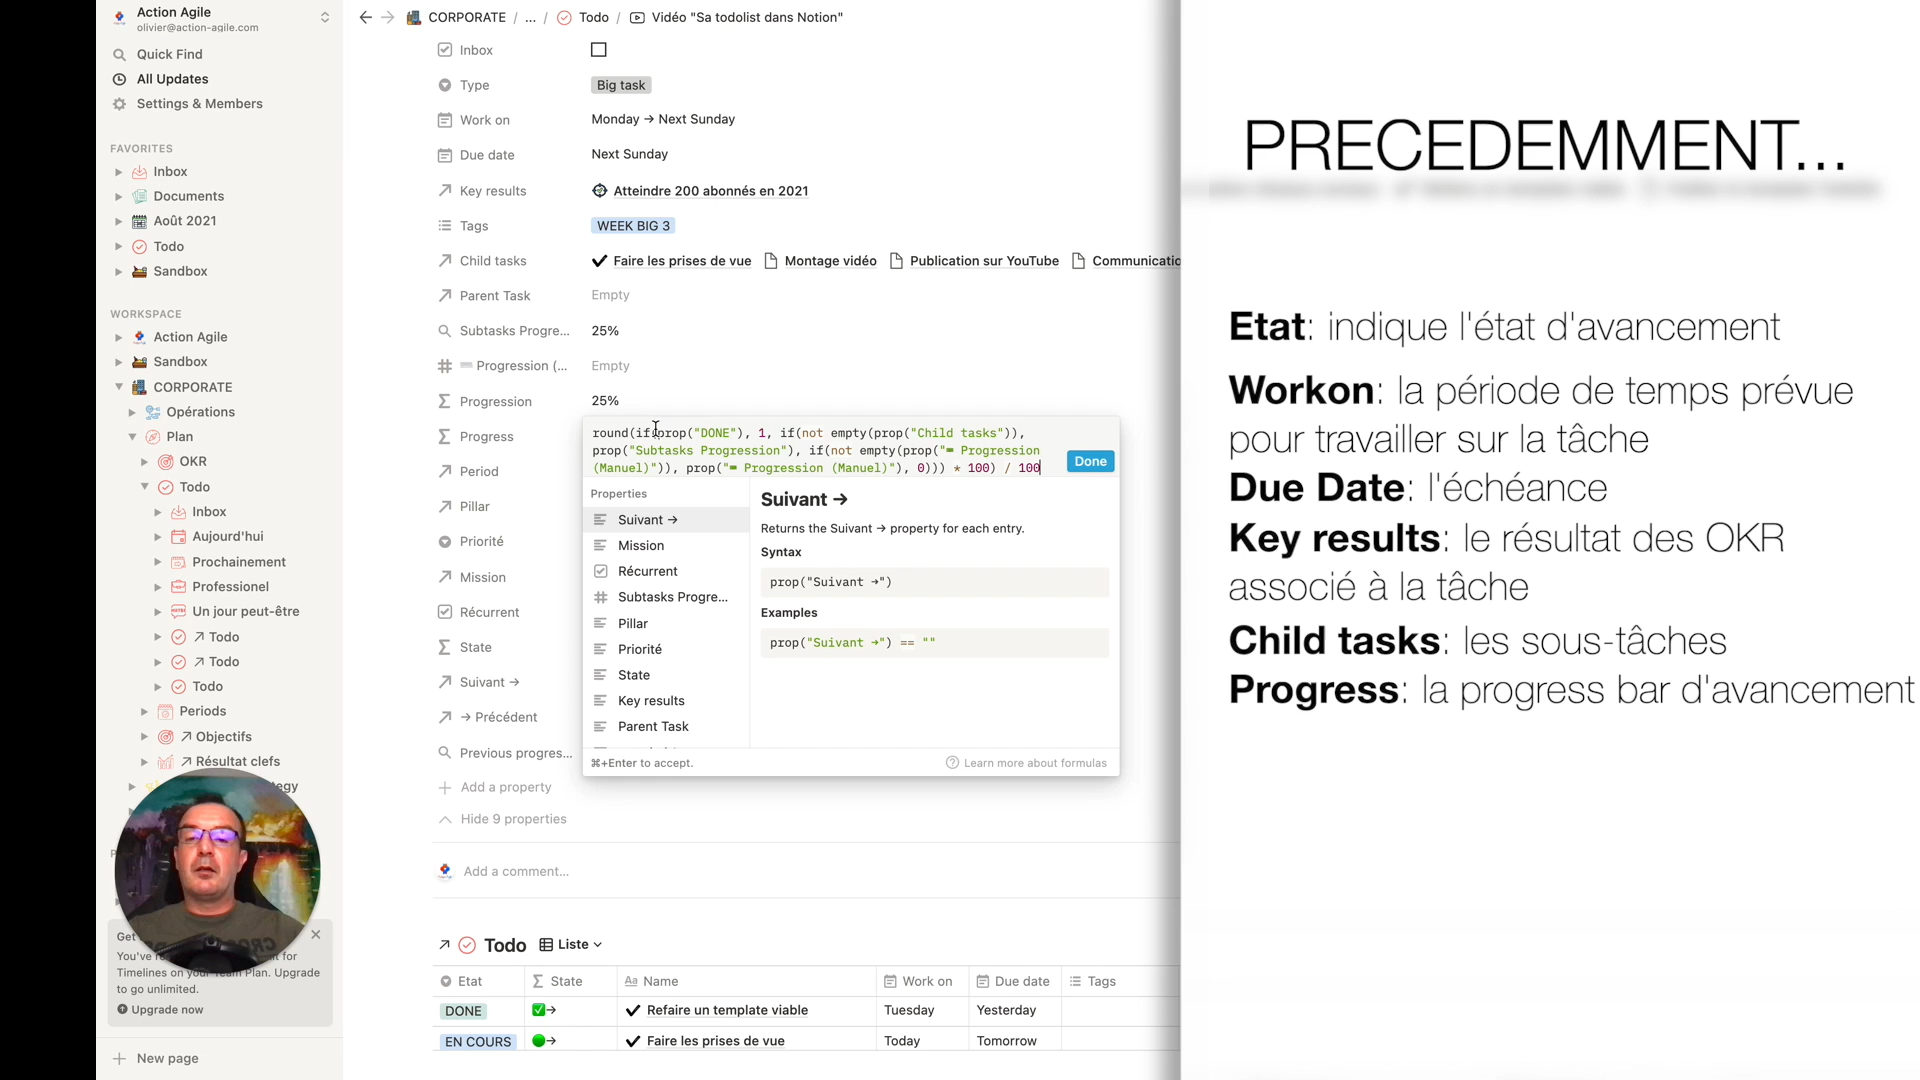 Action Agile
olivier@action-agile.com
Quick Find
All Updates
Settings & Members
FAVORITES
Inbox
Documents
Août 2021
Todo
Sandbox
WORKSPACE
Action Agile
Sandbox
CORPORATE
Opérations
Plan
OKR
Todo
Inbox
Aujourd'hui
Prochainement
Professionel
Un jour peut-être
↗ Todo
↗ Todo
Todo
Periods
↗ Objectifs
↗ Résultat clefs
Get
You've for
Timelines on your Team Plan. Upgrade
to go unlimited.
Upgrade now
New page
CORPORATE / ... / Todo / Vidéo "Sa todolist dans Notion"
Inbox
Type Big task
Work on Monday → Next Sunday
Due date Next Sunday
Key results Atteindre 200 abonnés en 2021
Tags WEEK BIG 3
Child tasks Faire les prises de vue Montage vidéo Publication sur YouTube Communicatio
Parent Task Empty
Subtasks Progre... 25%
Progression (... Empty
Progression 25%
Progress
Period
Pillar
Priorité
Mission
Récurrent
State
Suivant →
→ Précédent
Previous progres...
Add a property
Hide 9 properties
round(if(prop("DONE"), 1, if(not empty(prop("Child tasks")),
prop("Subtasks Progression"), if(not empty(prop("➖ Progression
(Manuel)")), prop("➖ Progression (Manuel)"), 0))) * 100) / 100
Done
Properties
Suivant →
Mission
Récurrent
Subtasks Progre...
Pillar
Priorité
State
Key results
Parent Task
Suivant →
Returns the Suivant → property for each entry.
Syntax
prop("Suivant →")
Examples
prop("Suivant →") == ""
⌘+Enter to accept.
Learn more about formulas
Add a comment...
↗ Todo Liste
Etat State Name Work on Due date Tags
DONE ✅→ Refaire un template viable Tuesday Yesterday
EN COURS 🟢→ Faire les prises de vue Today Tomorrow
PRECEDEMMENT...
Etat: indique l'état d'avancement
Workon: la période de temps prévue
pour travailler sur la tâche
Due Date: l'échéance
Key results: le résultat des OKR
associé à la tâche
Child tasks: les sous-tâches
Progress: la progress bar d'avancement